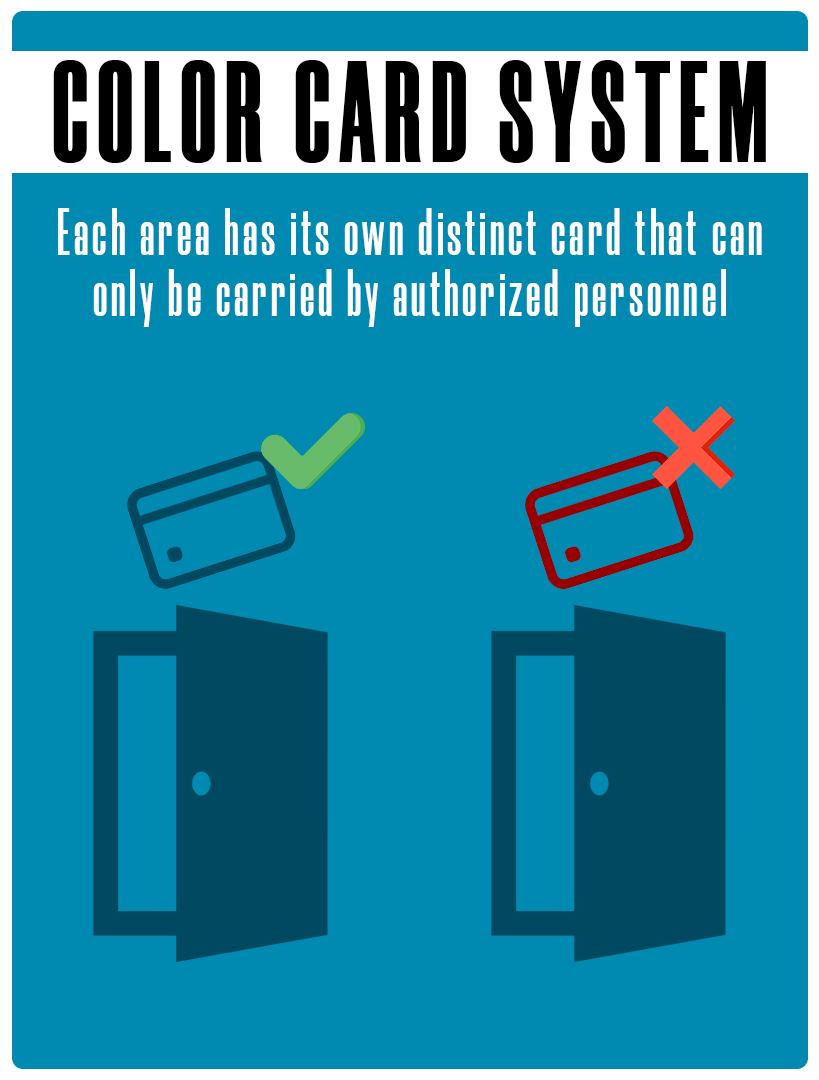 COLOR CARD SYSTEM
Each area has its own distinct card that can
only be carried by authorized personnel